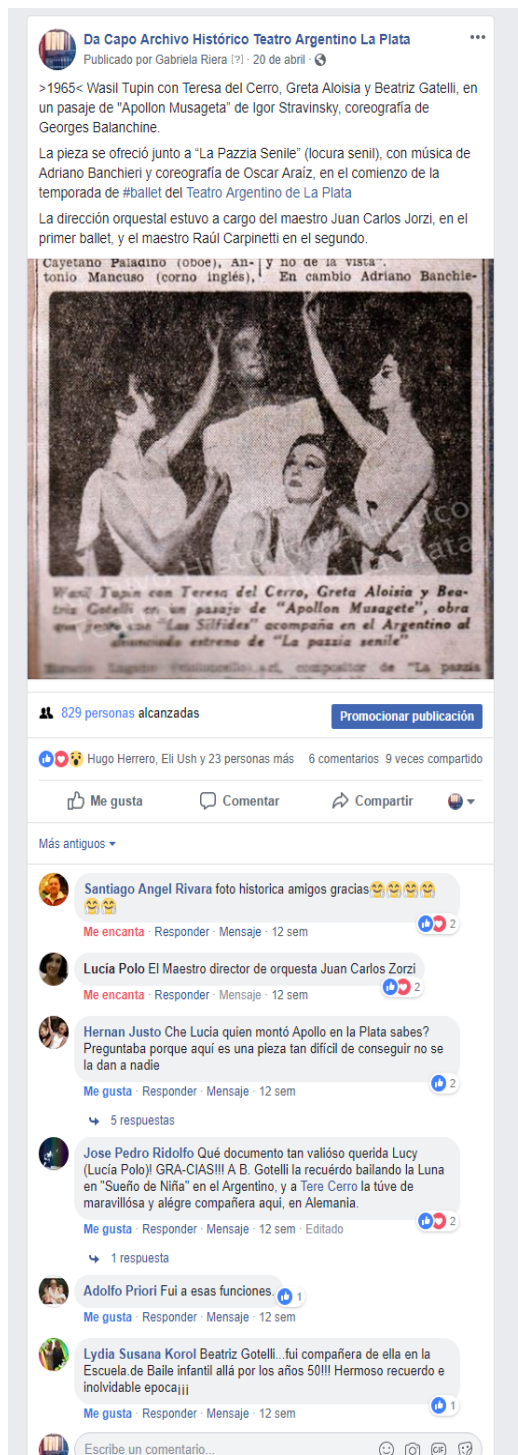 Da Capo Archivo Histórico Teatro Argentino La Plata
Publicado por Gabriela Riera [?] · 20 de abril ·
>1965< Wasil Tupin con Teresa del Cerro, Greta Aloisia y Beatriz Gatelli, en
un pasaje de "Apollon Musageta” de Igor Stravinsky, coreografía de
Georges Balanchine.
La pieza se ofreció junto a “La Pazzia Senile” (locura senil), con música de
Adriano Banchieri y coreografía de Oscar Araíz, en el comienzo de la
temporada de #ballet del Teatro Argentino de La Plata
La dirección orquestal estuvo a cargo del maestro Juan Carlos Jorzi, en el
primer ballet, y el maestro Raúl Carpinetti en el segundo.
Cayetano Paladino (oboe), An-
tonio Mancuso (corno inglés),
y no de la vista".
En cambio Adriano Banchie-
Wasil Tupin con Teresa del Cerro, Greta Aloisia y Bea-
triz Gotelli en un pasaje de "Apollon Musagete", obra
que junto con "Las Sílfides" acompaña en el Argentino al
anunciado estreno de "La pazzia senile"
compositor de "La pazzia
829 personas alcanzadas
Promocionar publicación
Hugo Herrero, Eli Ush y 23 personas más
6 comentarios 9 veces compartido
Me gusta
Comentar
Compartir
Más antiguos
Santiago Angel Rivara foto historica amigos gracias
2
Me encanta · Responder · Mensaje · 12 sem
Lucía Polo El Maestro director de orquesta Juan Carlos Zorzi
2
Me encanta · Responder · Mensaje · 12 sem
Hernan Justo Che Lucia quien montó Apollo en la Plata sabes?
Preguntaba porque aquí es una pieza tan difícil de conseguir no se
la dan a nadie
2
Me gusta · Responder · Mensaje · 12 sem
5 respuestas
Jose Pedro Ridolfo Qué documento tan valióso querida Lucy
(Lucía Polo)! GRA-CIAS!!! A B. Gotelli la recuérdo bailando la Luna
en "Sueño de Niña" en el Argentino, y a Tere Cerro la túve de
maravillósa y alégre compañera aqui, en Alemania.
2
Me gusta · Responder · Mensaje · 12 sem · Editado
1 respuesta
Adolfo Priori Fui a esas funciones.
1
Me gusta · Responder · Mensaje · 12 sem
Lydia Susana Korol Beatriz Gotelli...fui compañera de ella en la
Escuela.de Baile infantil allá por los años 50!!! Hermoso recuerdo e
inolvidable epoca¡¡¡
1
Me gusta · Responder · Mensaje · 12 sem
Escribe un comentario...
GIF